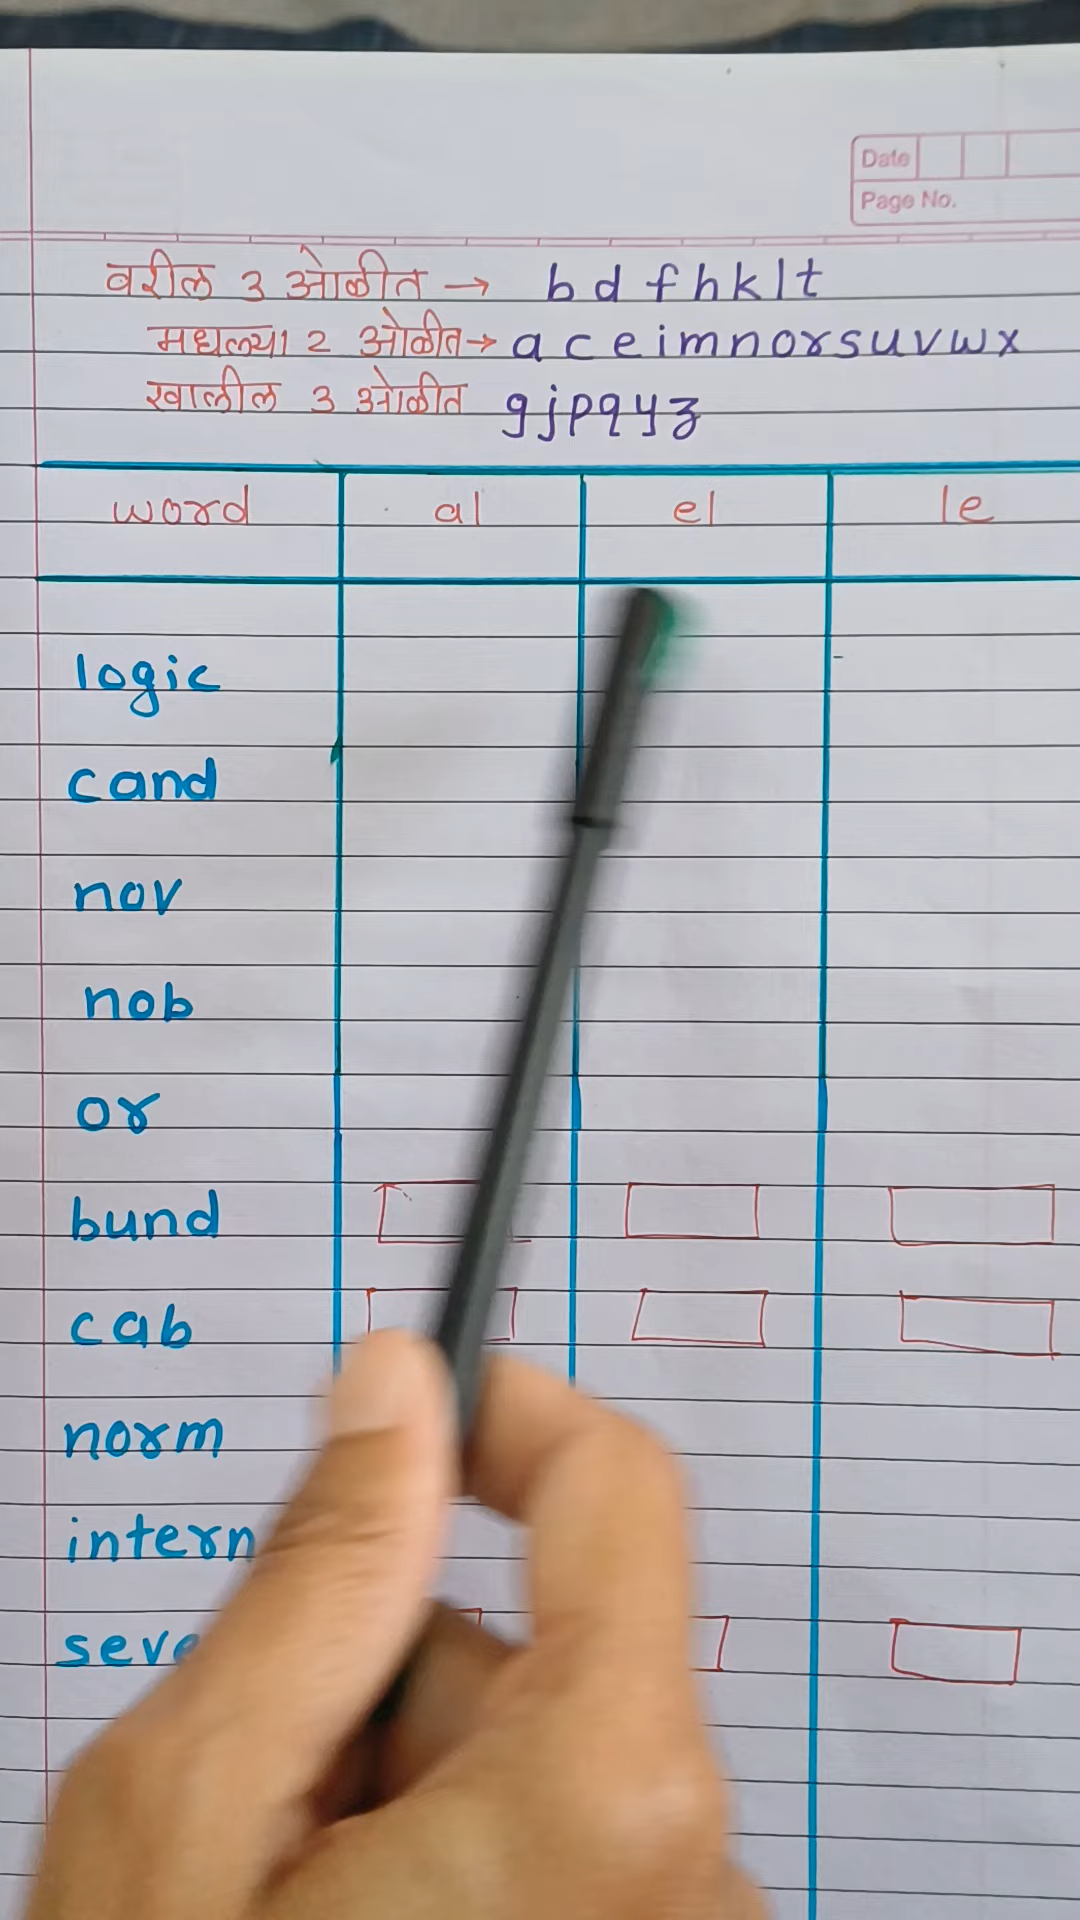 Date
Page No.
वरील 3 ओळीत → b d f h k l t
मधल्या 2 ओळीत → a c e i m n o r s u v w x
खालील 3 ओळीत g j p q y z
word al el le
logic
cand
nov
nob
or
bund
cab
norm
intern